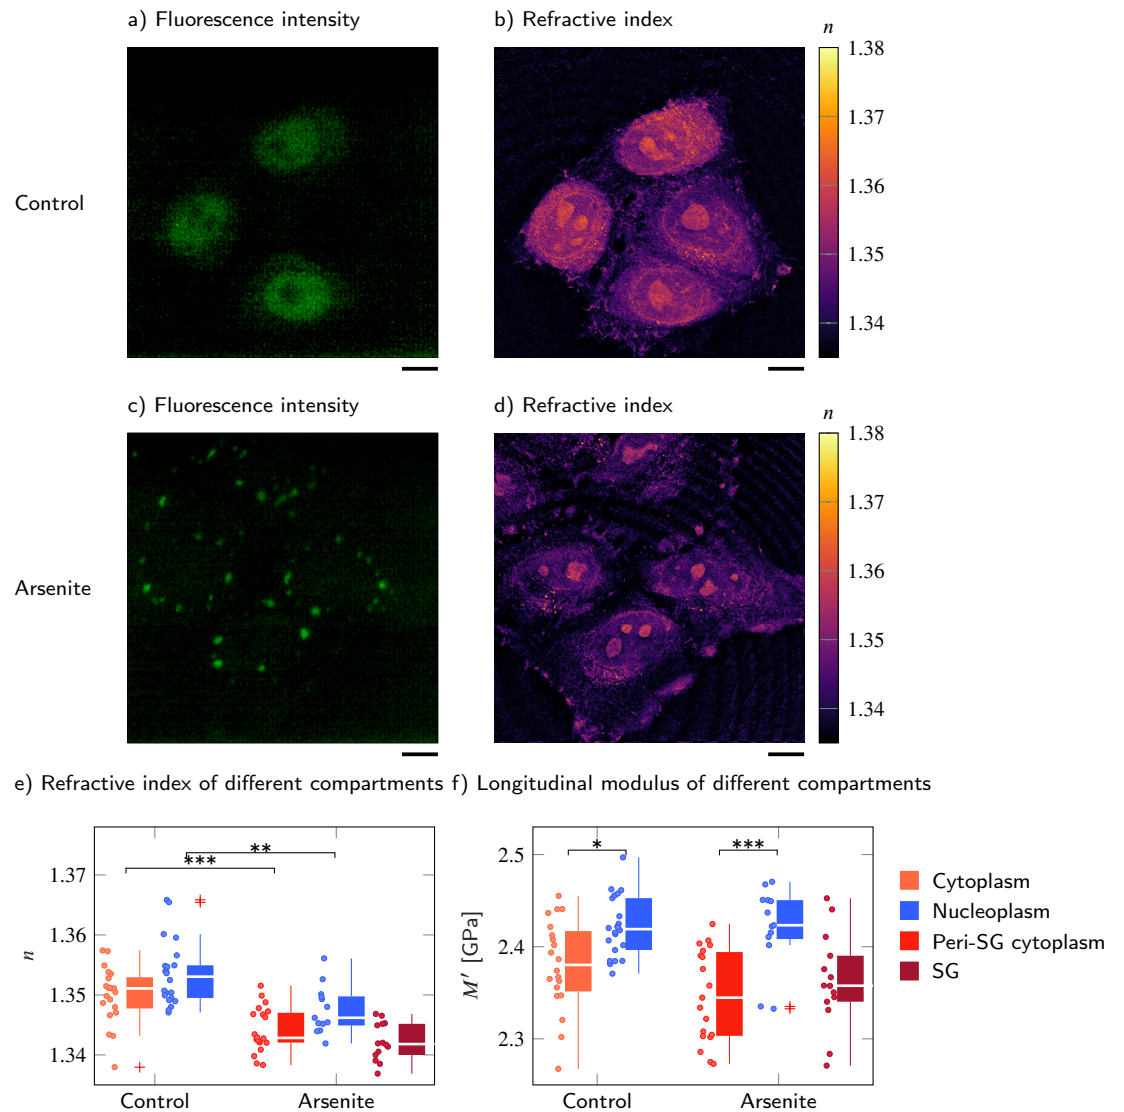 a) Fluorescence intensity
b) Refractive index
n
1.38
1.37
1.36
1.35
1.34
Control
c) Fluorescence intensity
d) Refractive index
n
1.38
1.37
1.36
1.35
1.34
Arsenite
e) Refractive index of different compartments
f) Longitudinal modulus of different compartments
n
1.37
1.36
1.35
1.34
***
**
Control
Arsenite
M′ [GPa]
2.5
2.4
2.3
*
***
Control
Arsenite
Cytoplasm
Nucleoplasm
Peri-SG cytoplasm
SG